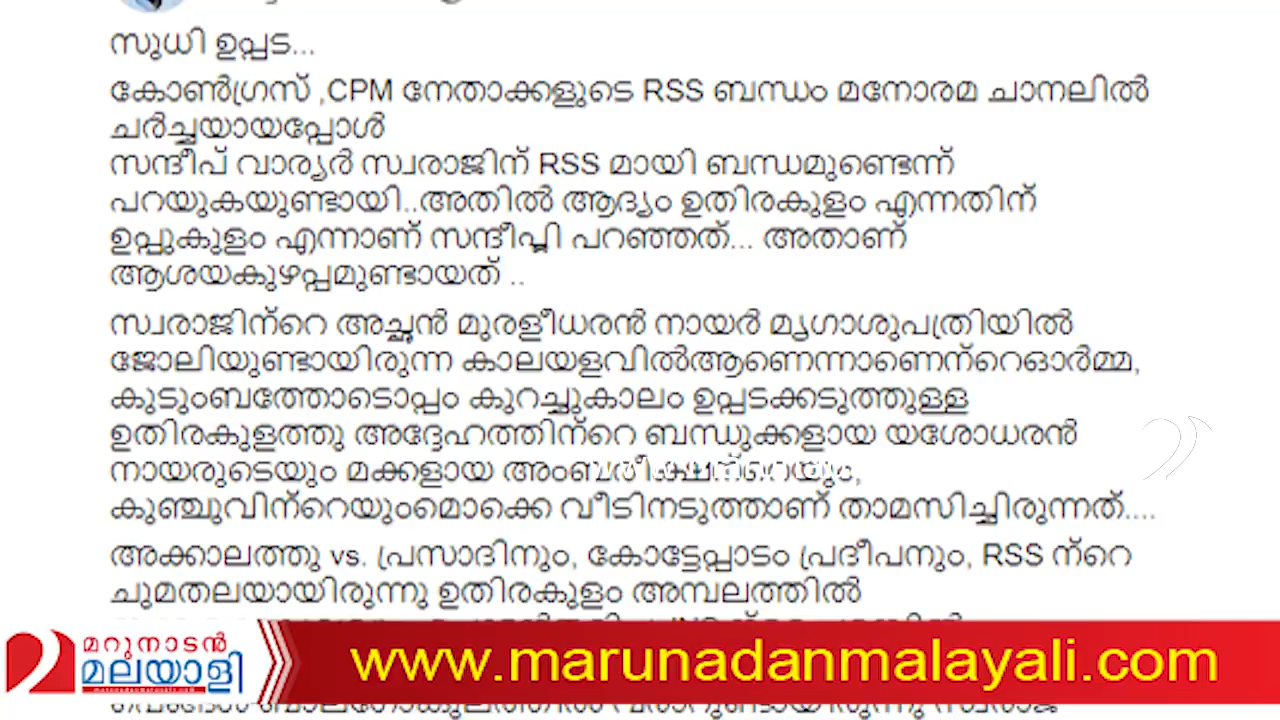 സുധി ഉപ്പട...
കോൺഗ്രസ് ,CPM നേതാക്കളുടെ RSS ബന്ധം മനോരമ ചാനലിൽ
ചർച്ചയായപ്പോൾ
സന്ദീപ് വാര്യർ സ്വരാജിന് RSS മായി ബന്ധമുണ്ടെന്ന്
പറയുകയുണ്ടായി..അതിൽ ആദ്യം ഉതിരകുളം എന്നതിന്
ഉപ്പുകുളം എന്നാണ് സന്ദീപ്ജി പറഞ്ഞത്... അതാണ്
ആശയകുഴപ്പമുണ്ടായത് ..
സ്വരാജിന്റെ അച്ഛൻ മുരളീധരൻ നായർ മൃഗാശുപത്രിയിൽ
ജോലിയുണ്ടായിരുന്ന കാലയളവിൽആണെന്നാണെന്റെഓർമ്മ,
കുടുംബത്തോടൊപ്പം കുറച്ചുകാലം ഉപ്പടക്കടുത്തുള്ള
ഉതിരകുളത്തു അദ്ദേഹത്തിന്റെ ബന്ധുക്കളായ യശോധരൻ
നായരുടെയും മക്കളായ
കുഞ്ചുവിന്റെയുംമൊക്കെ വീടിനടുത്താണ് താമസിച്ചിരുന്നത്....
അക്കാലത്തു vs. പ്രസാദിനും, കോട്ടേപ്പാടം പ്രദീപനും, RSS ന്റെ
ചുമതലയായിരുന്നു ഉതിരകുളം അമ്പലത്തിൽ
മറുനാടൻ
മലയാളി
www.marunadanmalayali.com